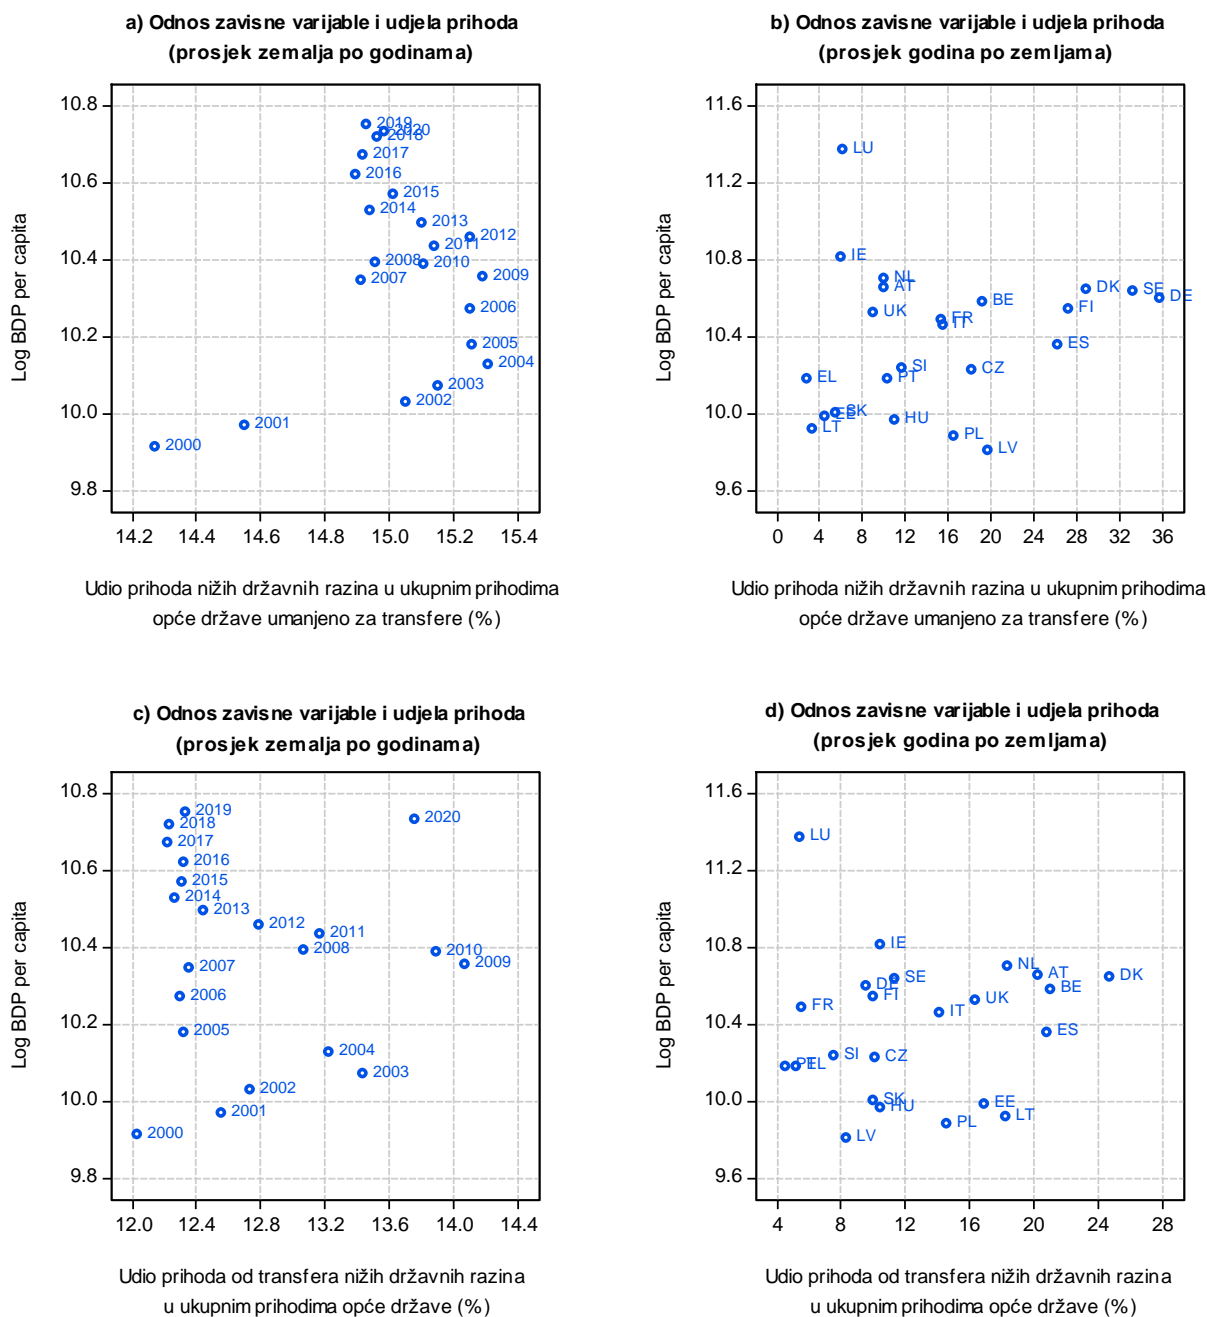 a) Odnos zavisne varijable i udjela prihoda
(prosjek zemalja po godinama)
10.8
10.6
10.4
10.2
10.0
9.8
Log BDP per capita
2019
2020
2018
2017
2016
2015
2014
2013
2012
2011
2008
2010
2009
2007
2006
2005
2004
2003
2002
2001
2000
14.2 14.4 14.6 14.8 15.0 15.2 15.4
Udio prihoda nižih državnih razina u ukupnim prihodima
opće države umanjeno za transfere (%)
b) Odnos zavisne varijable i udjela prihoda
(prosjek godina po zemljama)
11.6
11.2
10.8
10.4
10.0
9.6
Log BDP per capita
LU
IE
NL
AT
DK
SE
DE
BE
FI
UK
FR
IT
ES
SI
CZ
EL
PT
SK
EE
HU
LT
PL
LV
0 4 8 12 16 20 24 28 32 36
Udio prihoda nižih državnih razina u ukupnim prihodima
opće države umanjeno za transfere (%)
c) Odnos zavisne varijable i udjela prihoda
(prosjek zemalja po godinama)
10.8
10.6
10.4
10.2
10.0
9.8
Log BDP per capita
2019
2020
2018
2017
2016
2015
2014
2013
2012
2011
2008
2010
2009
2007
2006
2005
2004
2003
2002
2001
2000
12.0 12.4 12.8 13.2 13.6 14.0 14.4
Udio prihoda od transfera nižih državnih razina
u ukupnim prihodima opće države (%)
d) Odnos zavisne varijable i udjela prihoda
(prosjek godina po zemljama)
11.6
11.2
10.8
10.4
10.0
9.6
Log BDP per capita
LU
IE
NL
AT
DK
SE
DE
BE
FI
UK
FR
IT
ES
SI
CZ
PT
EL
SK
HU
EE
LT
PL
LV
4 8 12 16 20 24 28
Udio prihoda od transfera nižih državnih razina
u ukupnim prihodima opće države (%)